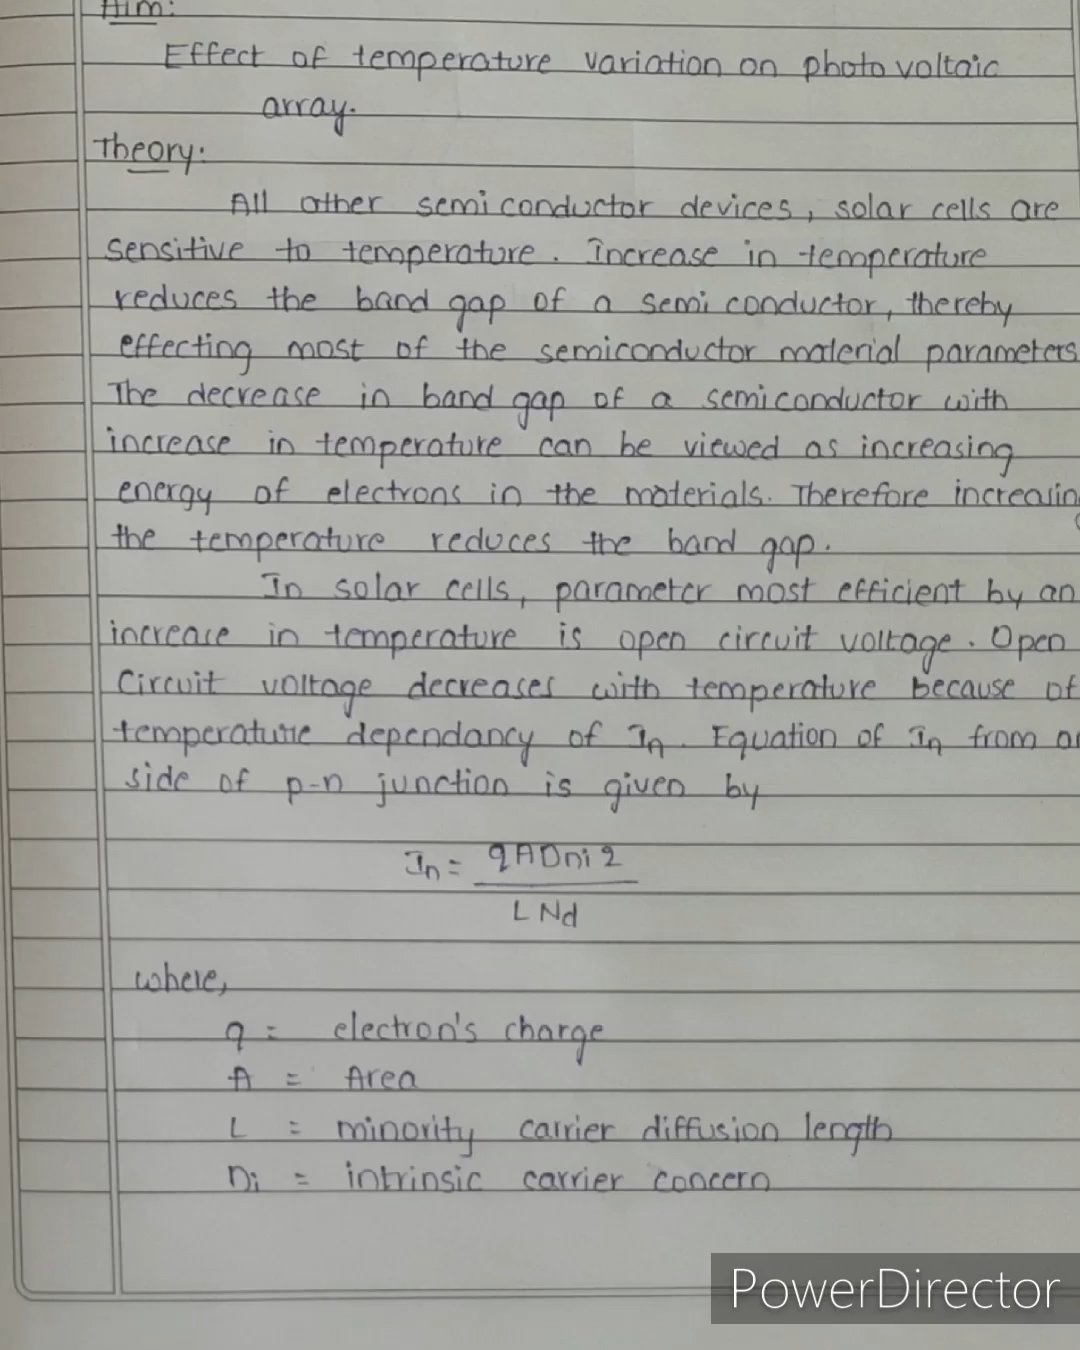 Aim:
Effect of temperature variation on photo voltaic
array.
Theory:
All other semi conductor devices, solar cells are
sensitive to temperature. Increase in temperature
reduces the band gap of a semi conductor, thereby
effecting most of the semiconductor material parameters
The decrease in band gap of a semiconductor with
increase in temperature can be viewed as increasing
energy of electrons in the materials. Therefore increasing
the temperature reduces the band gap.
In solar cells, parameter most efficient by an
increase in temperature is open circuit voltage. Open
Circuit voltage decreases with temperature because of
temperature dependancy of In. Equation of In from
side of p-n junction is given by
In = qADni2
LNd
where,
q = electron's charge
A = Area
L = minority carrier diffusion length
ni = intrinsic carrier concern
PowerDirector